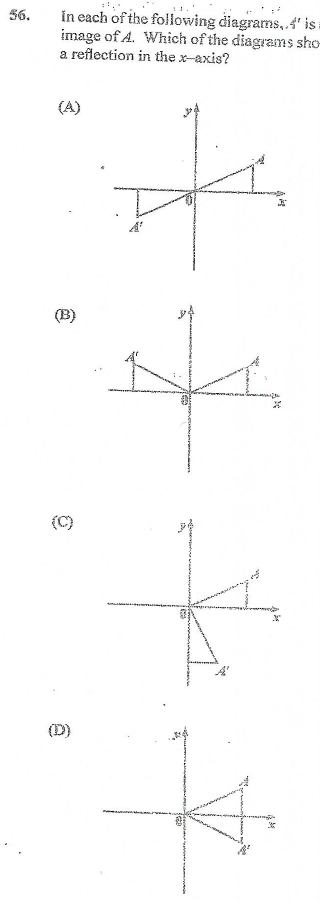 56. In each of the following diagrams, A' is
image of A. Which of the diagrams sho
a reflection in the x-axis?
(A)
y
A
0
x
A'
(B)
y
A'
A
0
x
(C)
y
A
0
x
A'
(D)
y
A
0
x
A'